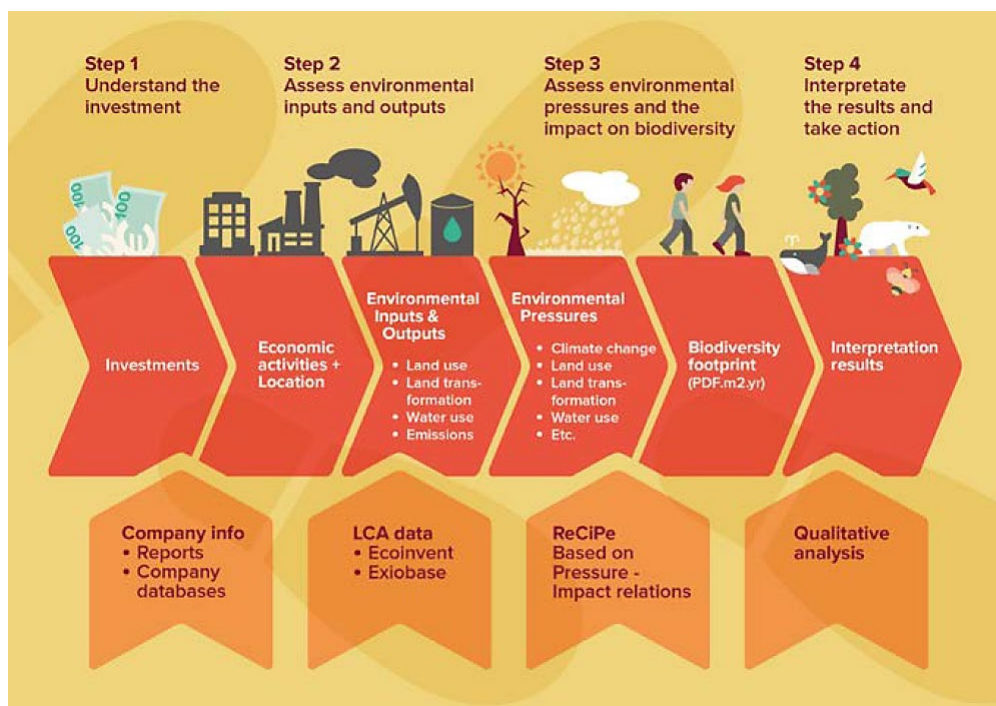 Step 1
Understand the
investment
Step 2
Assess environmental
inputs and outputs
Step 3
Assess environmental
pressures and the
impact on biodiversity
Step 4
Interpretate
the results and
take action
100
100
100
Investments
Economic
activities +
Location
Environmental
Inputs &
Outputs
• Land use
• Land trans-
formation
• Water use
• Emissions
Environmental
Pressures
• Climate change
• Land use
• Land trans-
formation
• Water use
• Etc.
Biodiversity
footprint
(PDF.m2.yr)
Interpretation
results
Company info
• Reports
• Company
databases
LCA data
• Ecoinvent
• Exiobase
ReCiPe
Based on
Pressure -
Impact relations
Qualitative
analysis